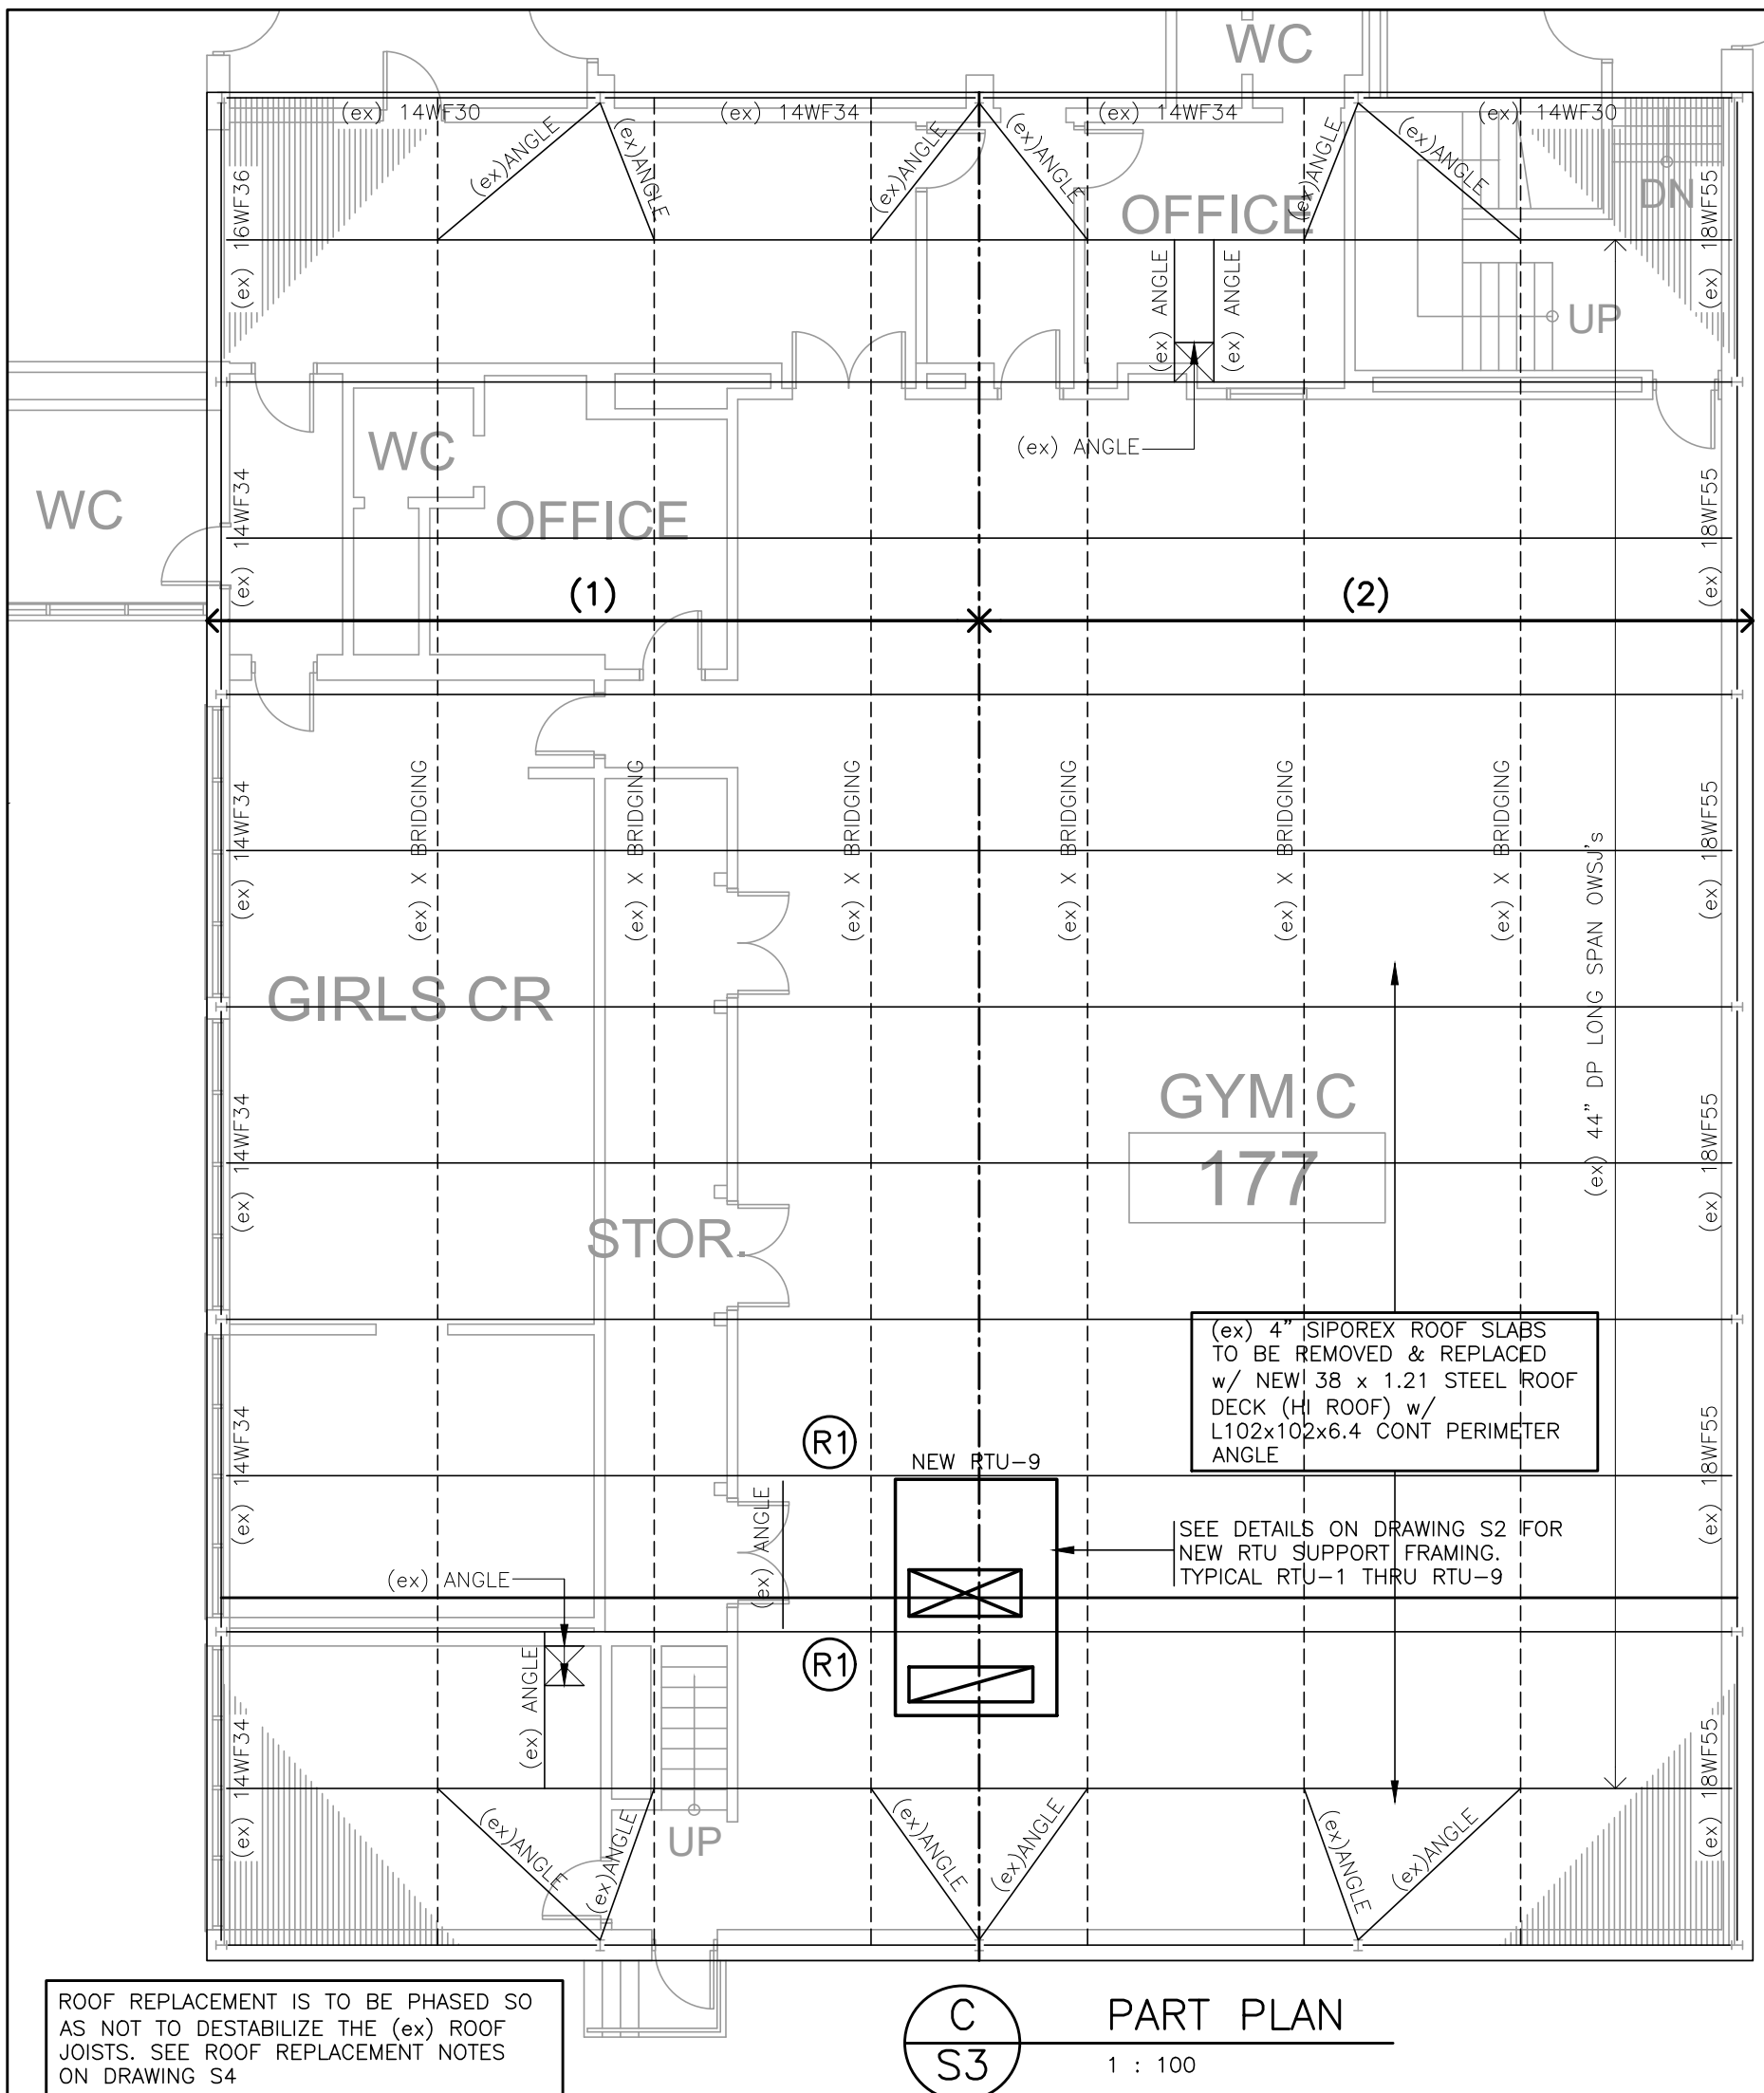 WC
(ex) 14WF30
(ex) 14WF34
(ex) 14WF34
(ex) 14WF30
(ex)ANGLE
(ex)ANGLE
(ex)ANGLE
(ex)ANGLE
(ex)ANGLE
(ex)ANGLE
(ex) 16WF36
OFFICE
DN
(ex) 18WF55
UP
(ex) ANGLE
(ex) ANGLE
(ex) ANGLE
WC
WC
OFFICE
(ex) 14WF34
(ex) 18WF55
(1)
(2)
(ex) 14WF34
(ex) X BRIDGING
(ex) X BRIDGING
(ex) X BRIDGING
(ex) X BRIDGING
(ex) X BRIDGING
(ex) X BRIDGING
(ex) 44" DP LONG SPAN OWSJ's
(ex) 18WF55
GIRLS CR
GYM C
177
(ex) 14WF34
(ex) 18WF55
STOR.
(ex) 4" SIPOREX ROOF SLABS
TO BE REMOVED & REPLACED
w/ NEW 38 x 1.21 STEEL ROOF
DECK (HI ROOF) w/
L102x102x6.4 CONT PERIMETER
ANGLE
(ex) 14WF34
R1
NEW RTU-9
(ex) 18WF55
(ex) ANGLE
SEE DETAILS ON DRAWING S2 FOR
NEW RTU SUPPORT FRAMING.
TYPICAL RTU-1 THRU RTU-9
(ex) ANGLE
R1
(ex) ANGLE
(ex) 14WF34
(ex) 18WF55
UP
(ex)ANGLE
(ex)ANGLE
(ex)ANGLE
(ex)ANGLE
(ex)ANGLE
(ex)ANGLE
ROOF REPLACEMENT IS TO BE PHASED SO
AS NOT TO DESTABILIZE THE (ex) ROOF
JOISTS. SEE ROOF REPLACEMENT NOTES
ON DRAWING S4
C
S3
PART PLAN
1 : 100